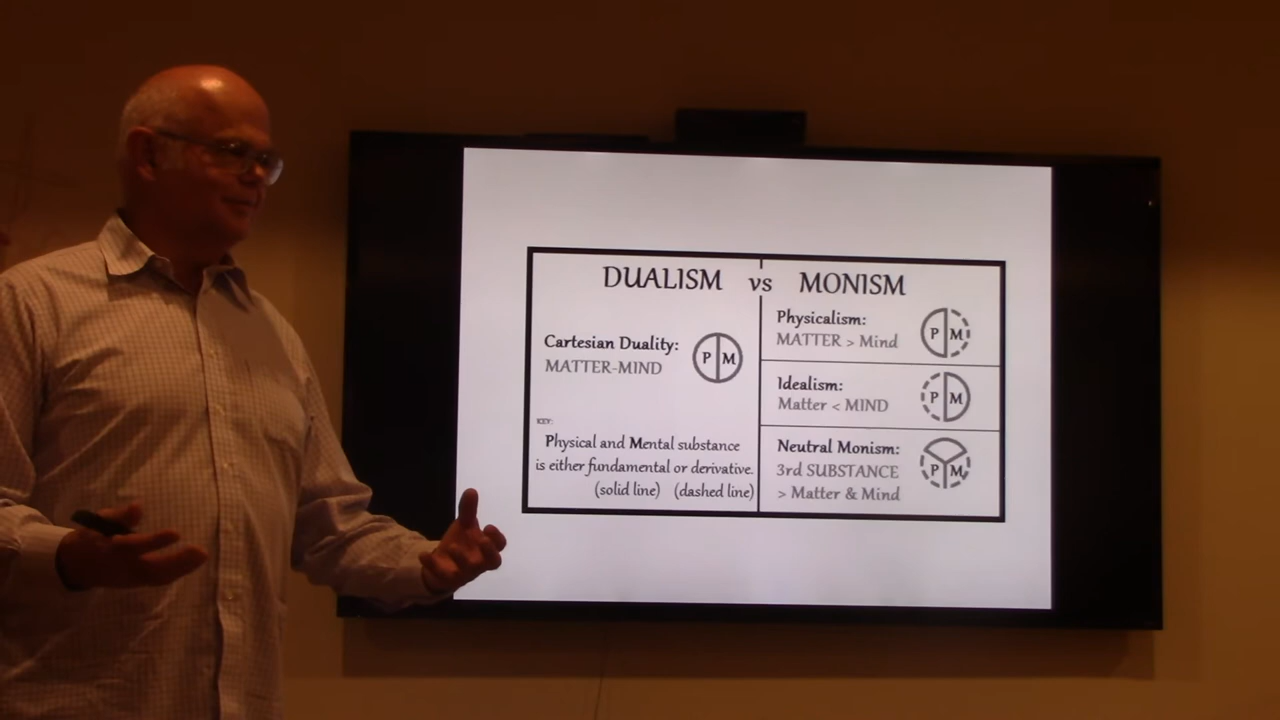 DUALISM vs MONISM
Cartesian Duality:
MATTER-MIND
P M
KEY:
Physical and Mental substance
is either fundamental or derivative.
(solid line) (dashed line)
Physicalism:
MATTER > Mind
P M
Idealism:
Matter < MIND
P M
Neutral Monism:
3rd SUBSTANCE
> Matter & Mind
P M